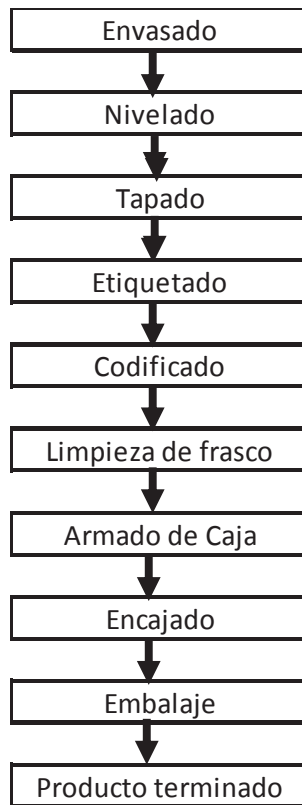 Envasado
Nivelado
Tapado
Etiquetado
Codificado
Limpieza de frasco
Armado de Caja
Encajado
Embalaje
Producto terminado